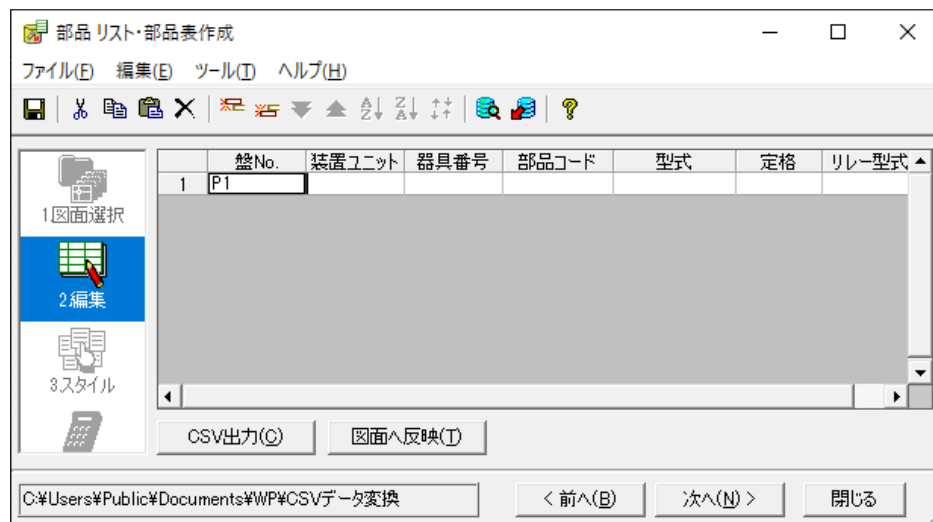 部品 リスト・部品表作成
ファイル(F) 編集(E) ツール(T) ヘルプ(H)
盤No. 装置ユニット 器具番号 部品コード 型式 定格 リレー型式
1 P1
1.図面選択
2.編集
3.スタイル
CSV出力(C) 図面へ反映(T)
C:¥Users¥Public¥Documents¥WP¥CSVデータ変換 < 前へ(B) 次へ(N) > 閉じる